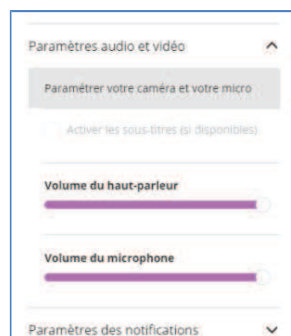 Paramètres audio et vidéo
Paramétrer votre caméra et votre micro
Activer les sous-titres (si disponibles)
Volume du haut-parleur
Volume du microphone
Paramètres des notifications